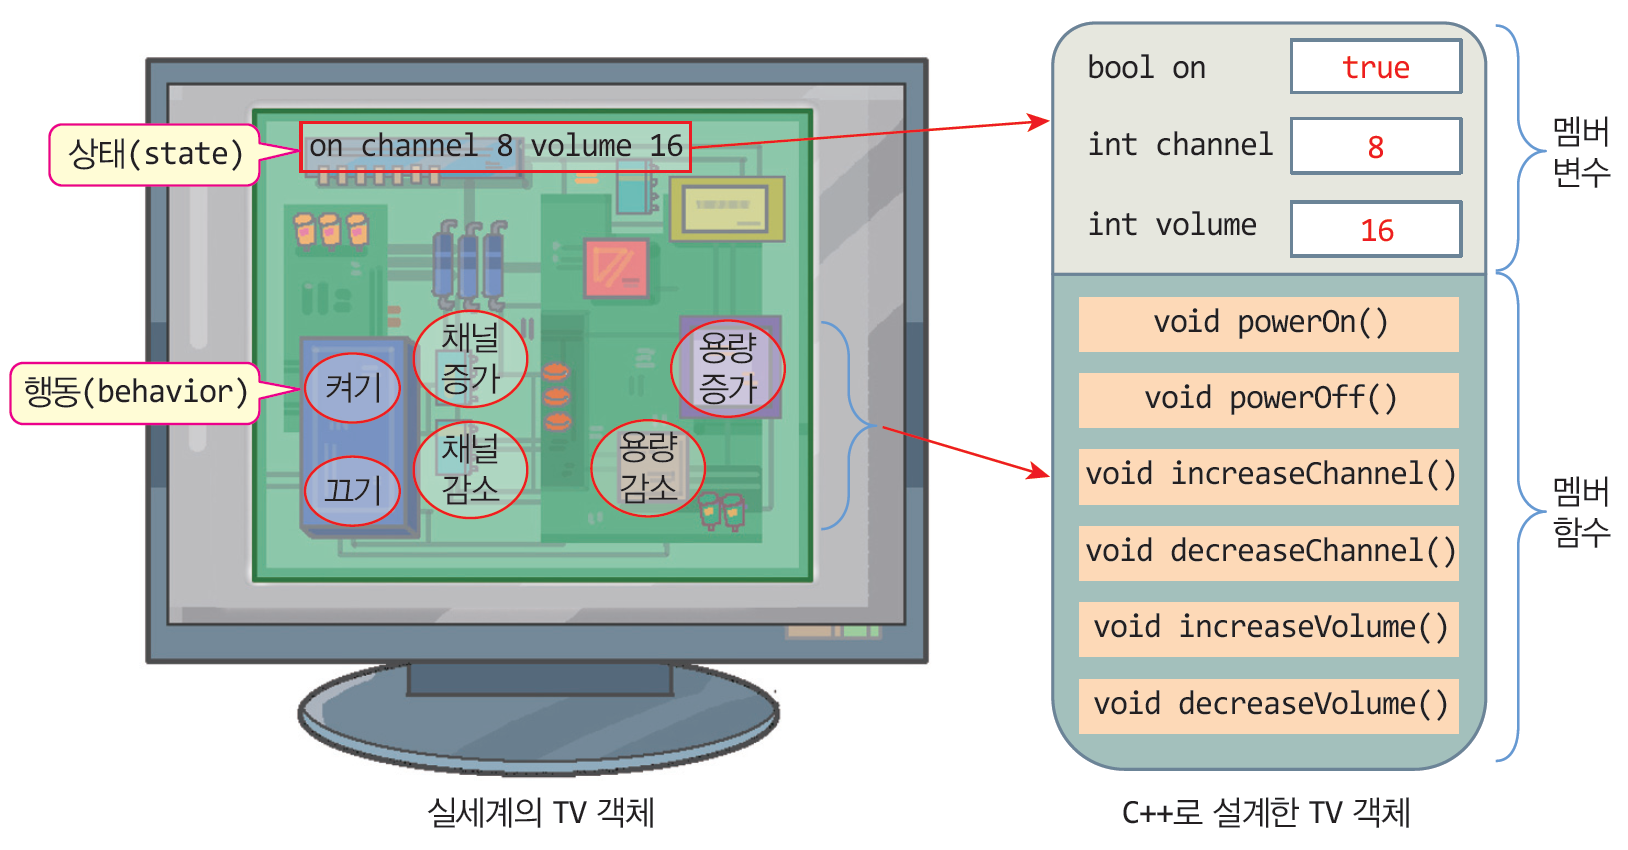 상태(state)
on channel 8 volume 16
행동(behavior)
켜기
끄기
채널
증가
채널
감소
용량
증가
용량
감소
실세계의 TV 객체
bool on true
int channel 8
int volume 16
멤버
변수
void powerOn()
void powerOff()
void increaseChannel()
void decreaseChannel()
void increaseVolume()
void decreaseVolume()
멤버
함수
C++로 설계한 TV 객체